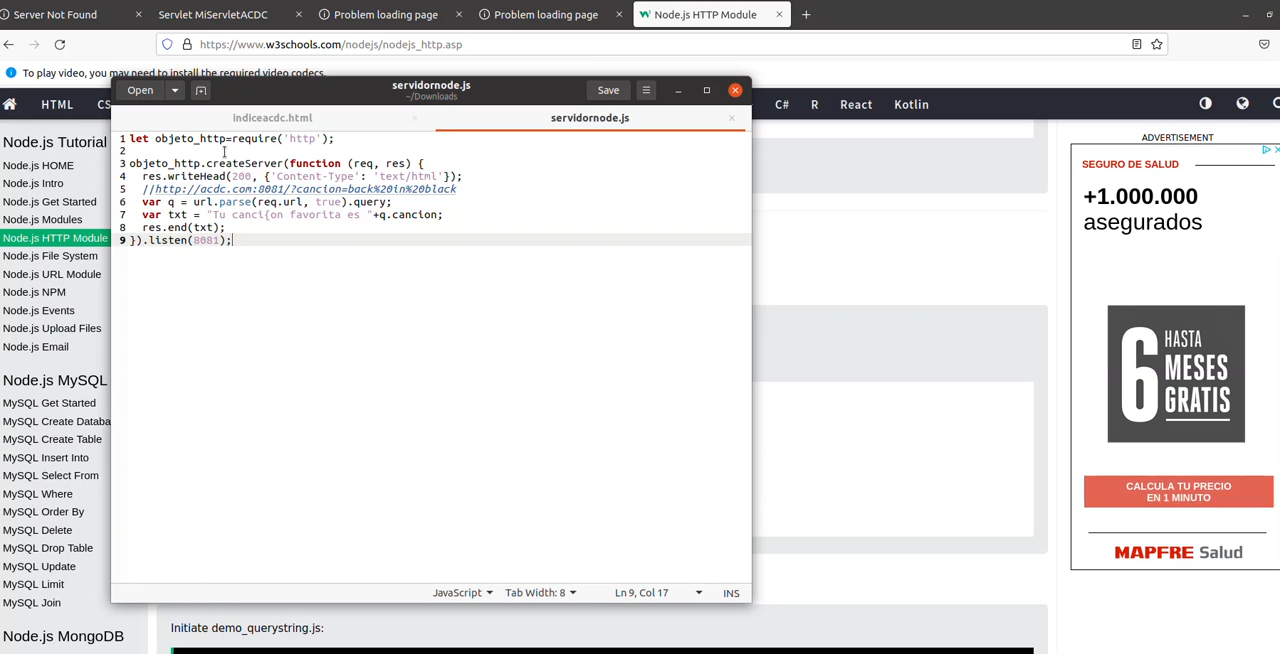 Server Not Found
Servlet MiServletACDC
Problem loading page
Problem loading page
Node.js HTTP Module
https://www.w3schools.com/nodejs/nodejs_http.asp
To play video, you may need to install the required video codecs.
HTML
CS
C#
R
React
Kotlin
Open
servidornode.js
~/Downloads
Save
indiceacdc.html
servidornode.js
1 let objeto_http=require('http');
2
3 objeto_http.createServer(function (req, res) {
4 res.writeHead(200, {'Content-Type': 'text/html'});
5 //http://acdc.com:8081/?cancion=back%20in%20black
6 var q = url.parse(req.url, true).query;
7 var txt = "Tu canci{on favorita es "+q.cancion;
8 res.end(txt);
9 }).listen(8081);
JavaScript
Tab Width: 8
Ln 9, Col 17
INS
Node.js Tutorial
Node.js HOME
Node.js Intro
Node.js Get Started
Node.js Modules
Node.js HTTP Module
Node.js File System
Node.js URL Module
Node.js NPM
Node.js Events
Node.js Upload Files
Node.js Email
Node.js MySQL
MySQL Get Started
MySQL Create Databa
MySQL Create Table
MySQL Insert Into
MySQL Select From
MySQL Where
MySQL Order By
MySQL Delete
MySQL Drop Table
MySQL Update
MySQL Limit
MySQL Join
Node.js MongoDB
Initiate demo_querystring.js:
ADVERTISEMENT
SEGURO DE SALUD
+1.000.000
asegurados
6 HASTA
MESES
GRATIS
CALCULA TU PRECIO
EN 1 MINUTO
MAPFRE Salud